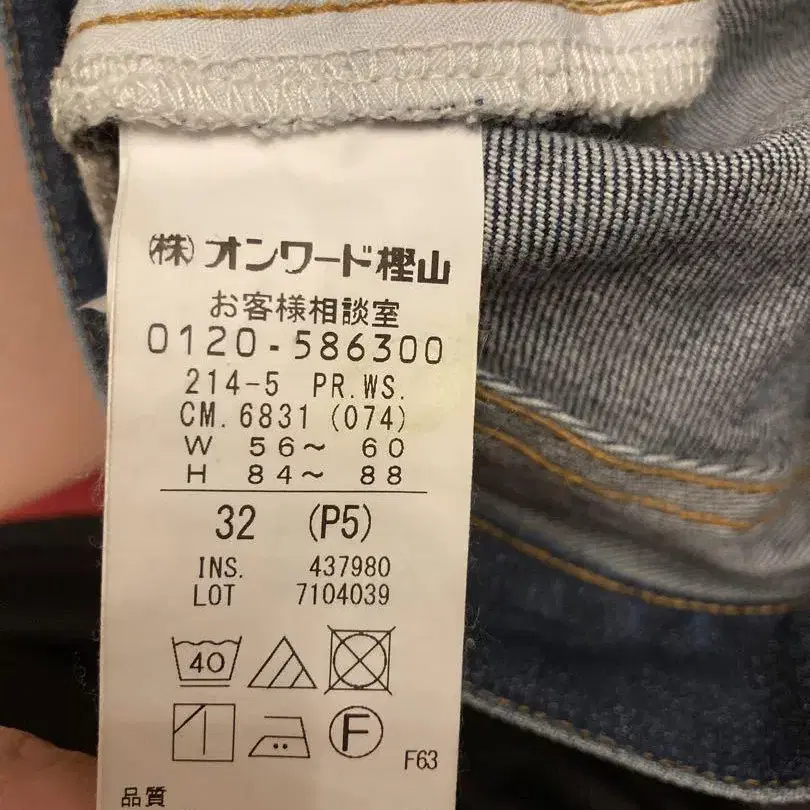 (株)オンワード樫山
お客様相談室
0120-586300
214-5 PR.WS.
CM.6831 (074)
W 56～ 60
H 84～ 88
32 (P5)
INS. 437980
LOT 7104039
40
F
F63
品質